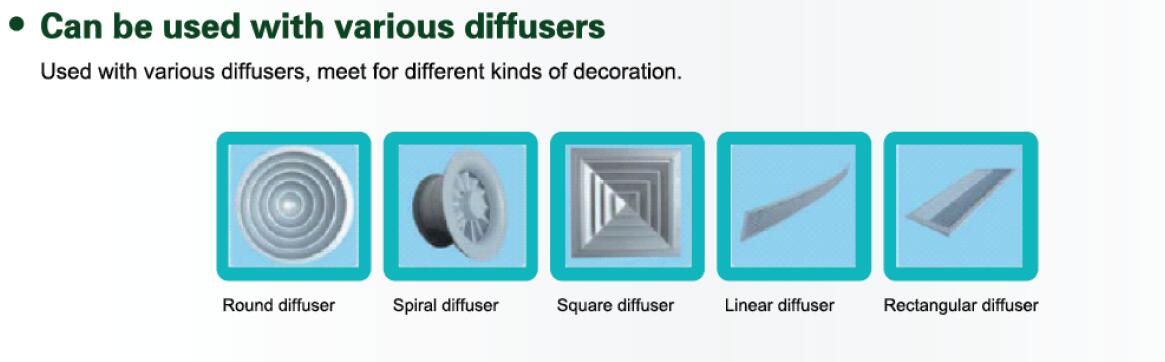 • Can be used with various diffusers
Used with various diffusers, meet for different kinds of decoration.
Round diffuser
Spiral diffuser
Square diffuser
Linear diffuser
Rectangular diffuser